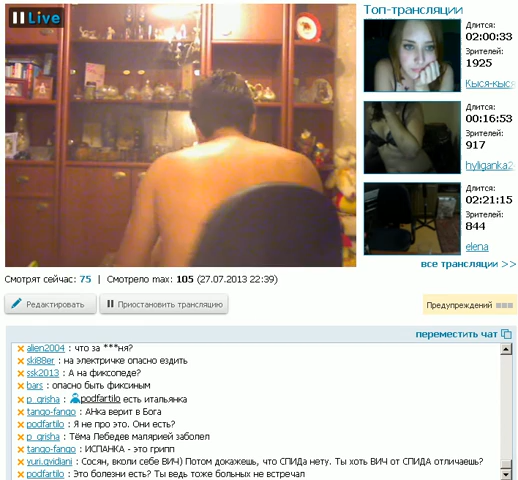 Live
Топ-трансляции
Длится:
02:00:33
Зрителей:
1925
Кыся-кыся
Длится:
00:16:53
Зрителей:
917
hyliganka2
Длится:
02:21:15
Зрителей:
844
elena
все трансляции >>
Смотрят сейчас: 75 | Смотрело max: 105 (27.07.2013 22:39)
Редактировать
Приостановить трансляцию
Предупреждений
переместить чат
alien2004 : что за ***ня?
ski88er : на электричке опасно ездить
ssk2013 : А на фиксопеде?
bars : опасно быть фиксиным
p_grisha : podfartilo есть итальянка
tango-fango : АНка верит в Бога
podfartilo : Я не про это. Они есть?
p_grisha : Тёма Лебедев малярией заболел
tango-fango : ИСПАНКА - это грипп
yuri.gvidiani : Сосян, вколи себе ВИЧ) Потом докажешь, что СПИДа нету. Ты хоть ВИЧ от СПИДА отличаешь?
podfartilo : Это болезни есть? Ты ведь тоже больных не встречал